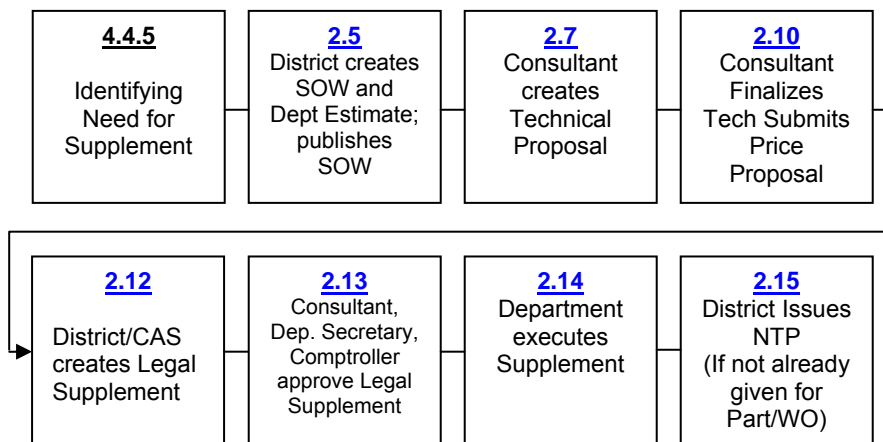 4.4.5
Identifying
Need for
Supplement
2.5
District creates
SOW and
Dept Estimate;
publishes
SOW
2.7
Consultant
creates
Technical
Proposal
2.10
Consultant
Finalizes
Tech Submits
Price
Proposal
2.12
District/CAS
creates Legal
Supplement
2.13
Consultant,
Dep. Secretary,
Comptroller
approve Legal
Supplement
2.14
Department
executes
Supplement
2.15
District Issues
NTP
(If not already
given for
Part/WO)